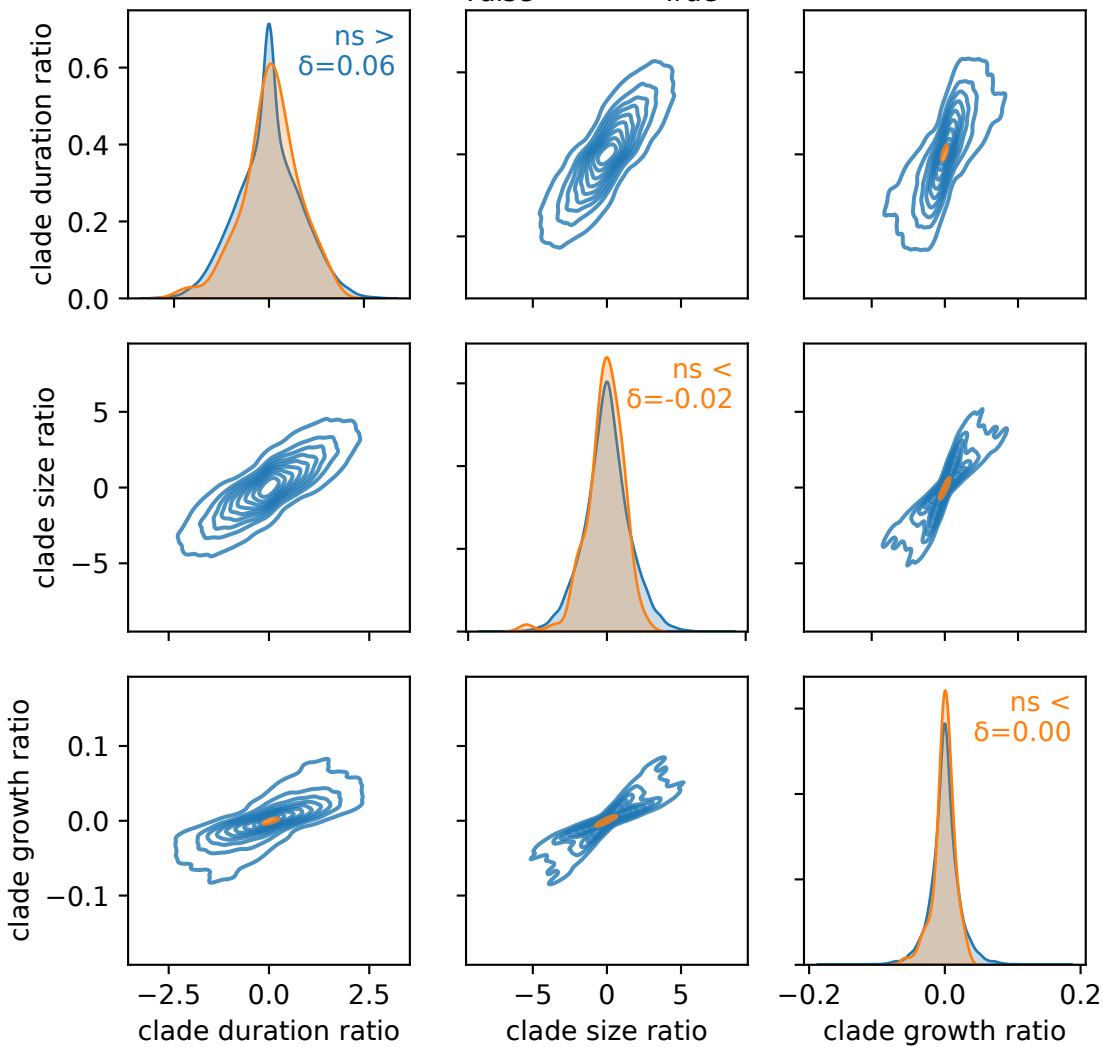 clade duration ratio
0.6
0.4
0.2
0.0
ns >
δ=0.06
clade size ratio
5
0
−5
ns <
δ=-0.02
clade growth ratio
0.1
0.0
−0.1
ns <
δ=0.00
−2.5 0.0 2.5
−5 0 5
−0.2 0.0 0.2
clade duration ratio
clade size ratio
clade growth ratio